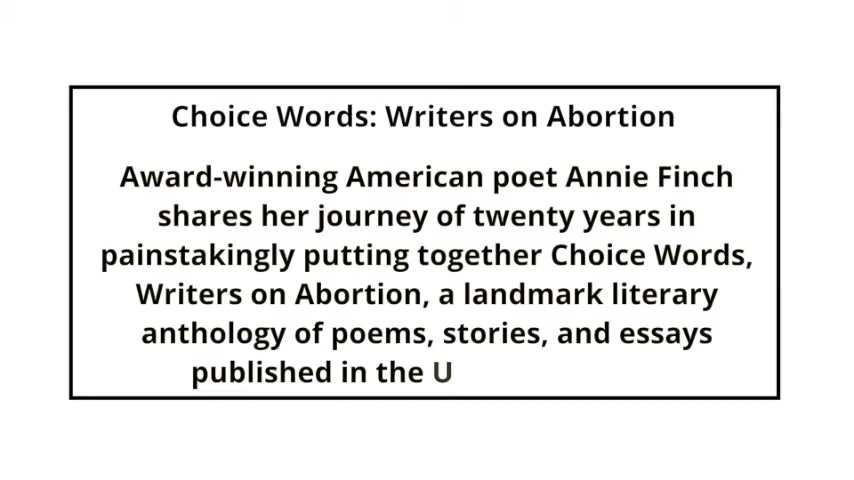 Choice Words: Writers on Abortion
Award-winning American poet Annie Finch
shares her journey of twenty years in
painstakingly putting together Choice Words,
Writers on Abortion, a landmark literary
anthology of poems, stories, and essays
published in the U